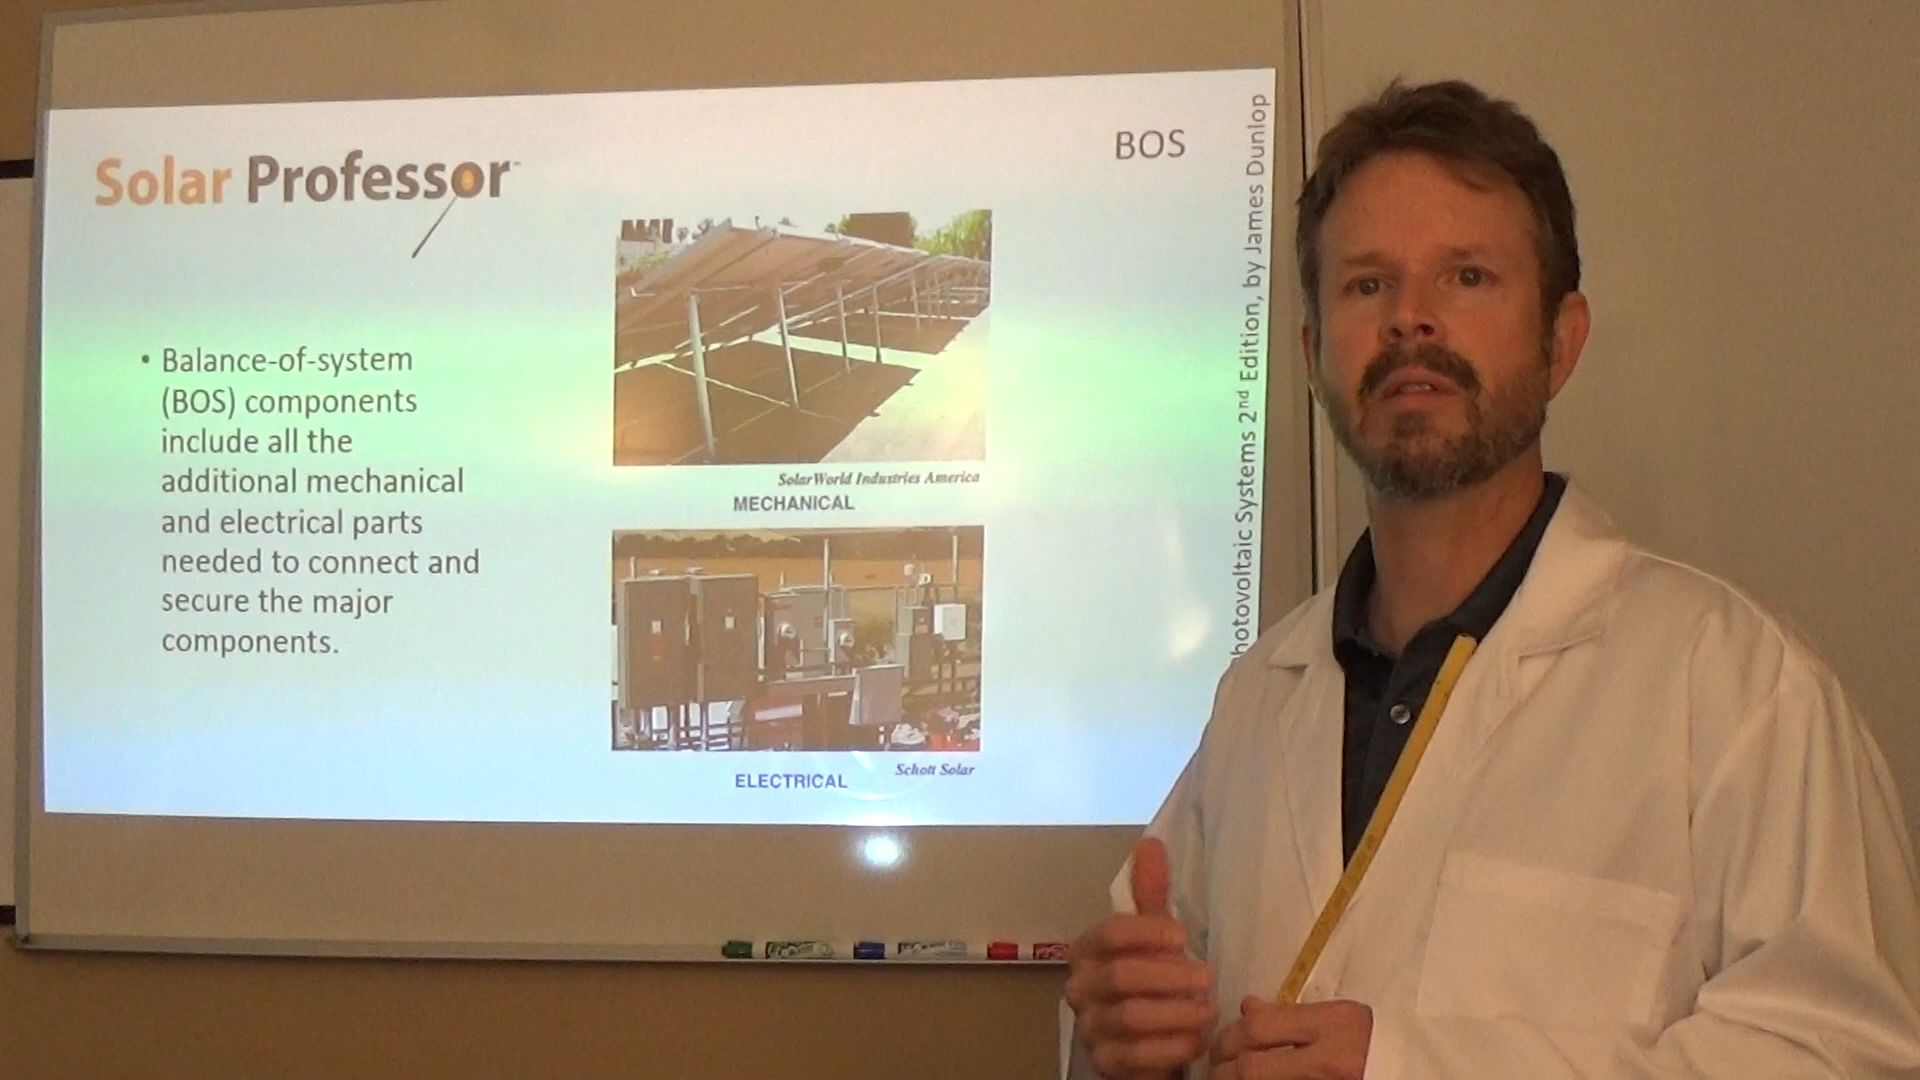 Solar Professor
BOS
• Balance-of-system
(BOS) components
include all the
additional mechanical
and electrical parts
needed to connect and
secure the major
components.
SolarWorld Industries America
MECHANICAL
Schott Solar
ELECTRICAL
hotovoltaic Systems 2nd Edition, by James Dunlop